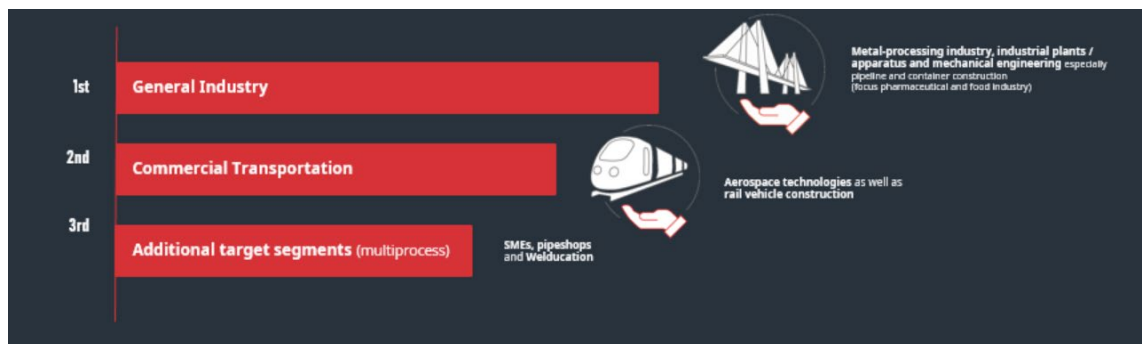 1st
General Industry
Metal-processing industry, industrial plants /
apparatus and mechanical engineering especially
pipeline and container construction
(focus pharmaceutical and food industry)
2nd
Commercial Transportation
Aerospace technologies as well as
rail vehicle construction
3rd
Additional target segments (multiprocess)
SMEs, pipeshops
and Welducation